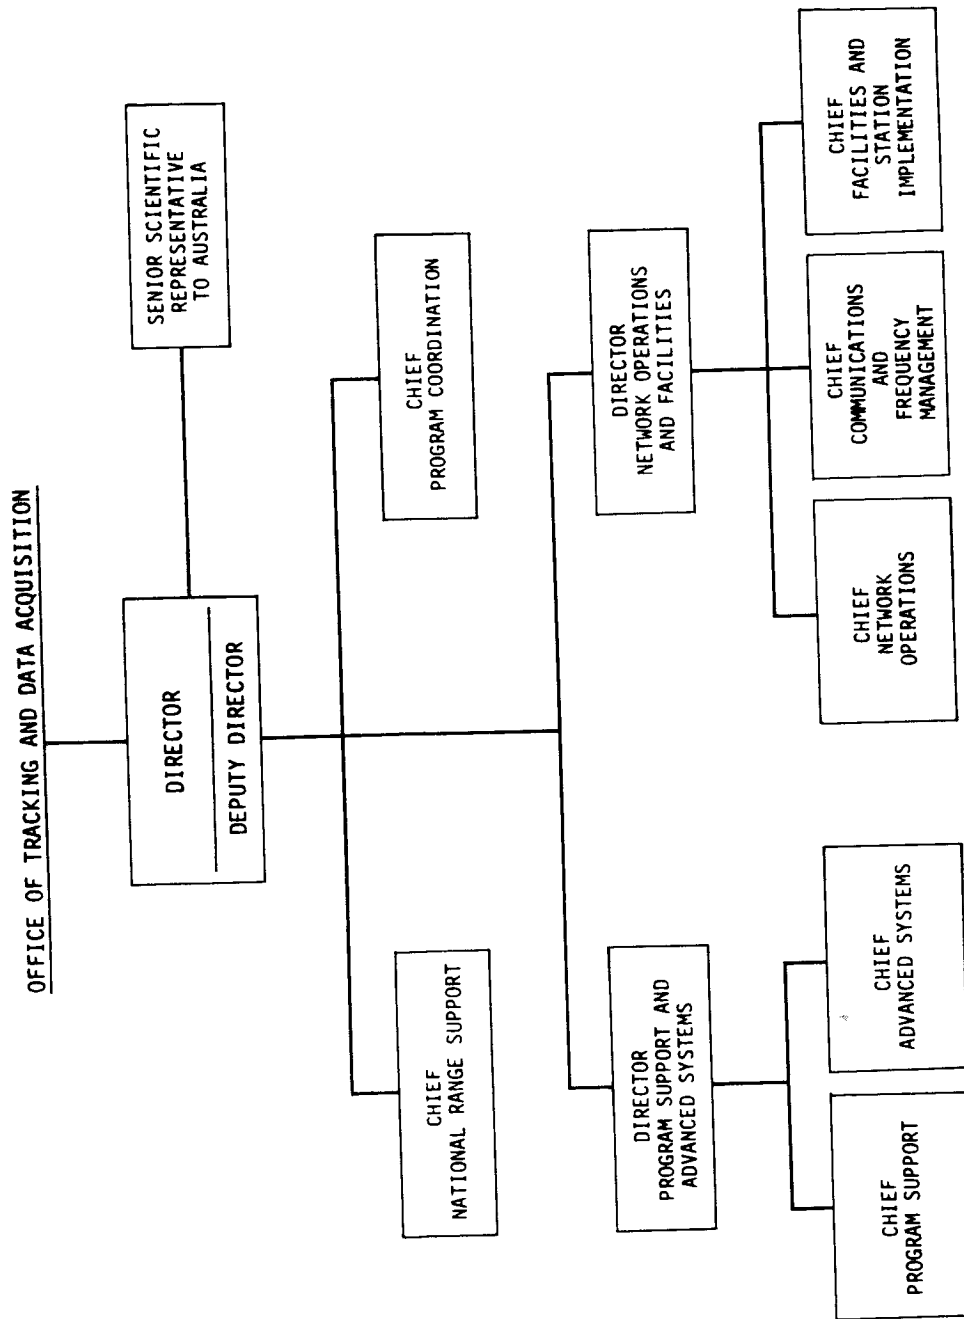 OFFICE OF TRACKING AND DATA ACQUISITION
DIRECTOR
DEPUTY DIRECTOR
SENIOR SCIENTIFIC
REPRESENTATIVE
TO AUSTRALIA
CHIEF
NATIONAL RANGE SUPPORT
CHIEF
PROGRAM COORDINATION
DIRECTOR
PROGRAM SUPPORT AND
ADVANCED SYSTEMS
DIRECTOR
NETWORK OPERATIONS
AND FACILITIES
CHIEF
PROGRAM SUPPORT
CHIEF
ADVANCED SYSTEMS
CHIEF
NETWORK
OPERATIONS
CHIEF
COMMUNICATIONS
AND
FREQUENCY
MANAGEMENT
CHIEF
FACILITIES AND
STATION
IMPLEMENTATION